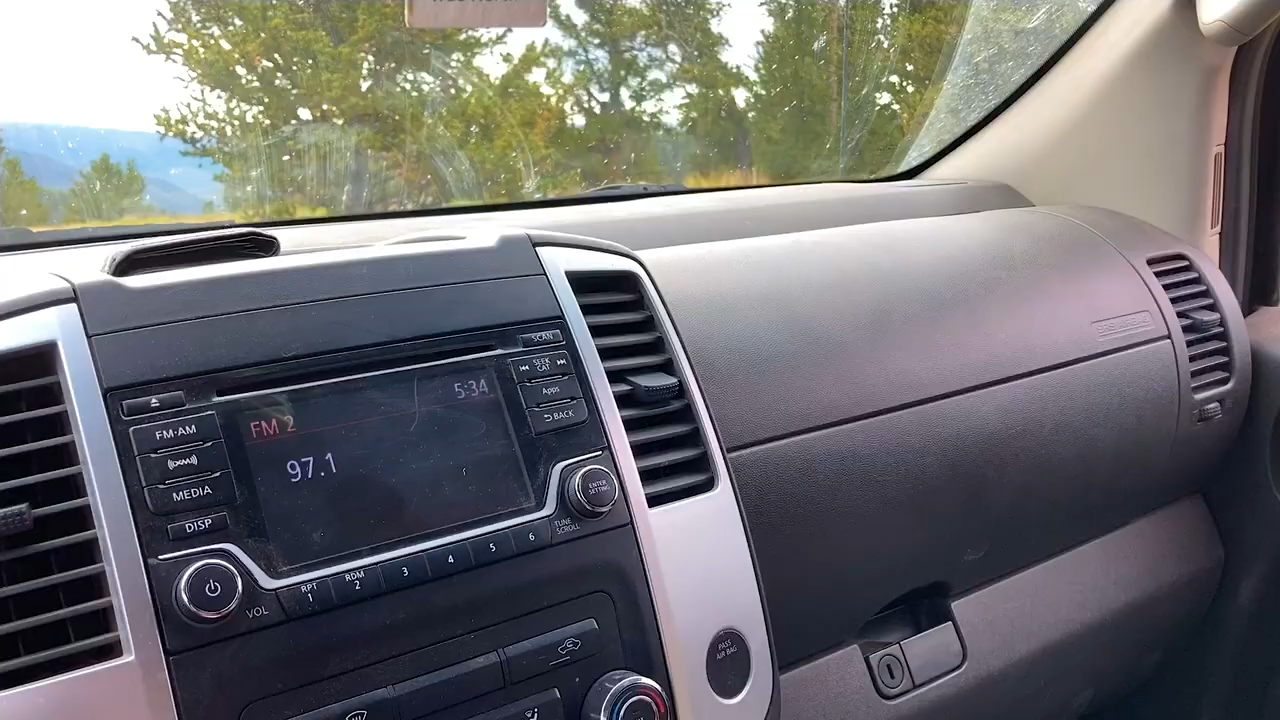 SCAN
SEEK
CAT
Apps
BACK
FM·AM
((XM))
MEDIA
DISP
FM 2
5:34
97.1
ENTER
SETTING
TUNE
SCROLL
VOL
RPT
1
RDM
2
3
4
5
6
PASS
AIR BAG